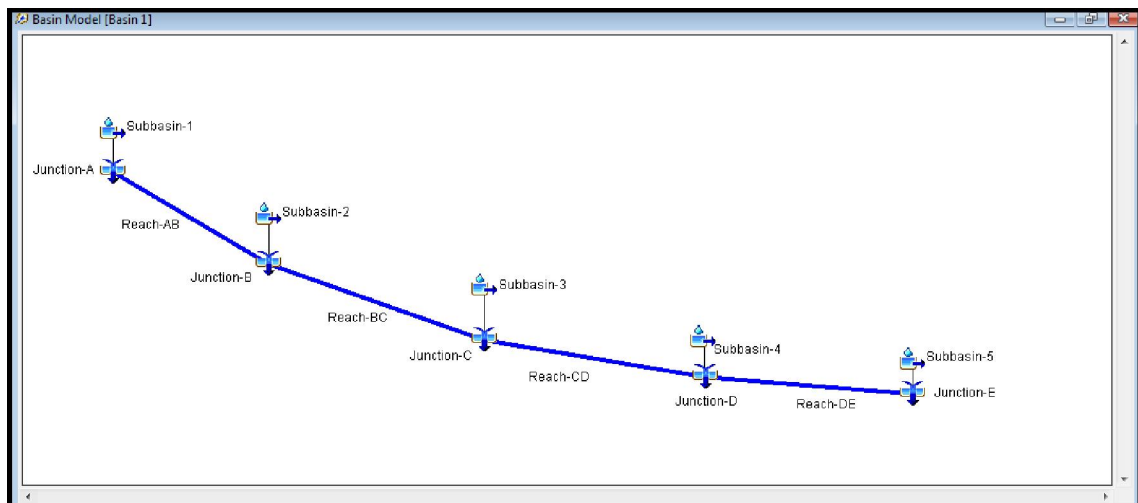 Basin Model [Basin 1]
Subbasin-1
Junction-A
Subbasin-2
Reach-AB
Junction-B
Subbasin-3
Reach-BC
Junction-C
Subbasin-4
Subbasin-5
Reach-CD
Junction-D
Reach-DE
Junction-E